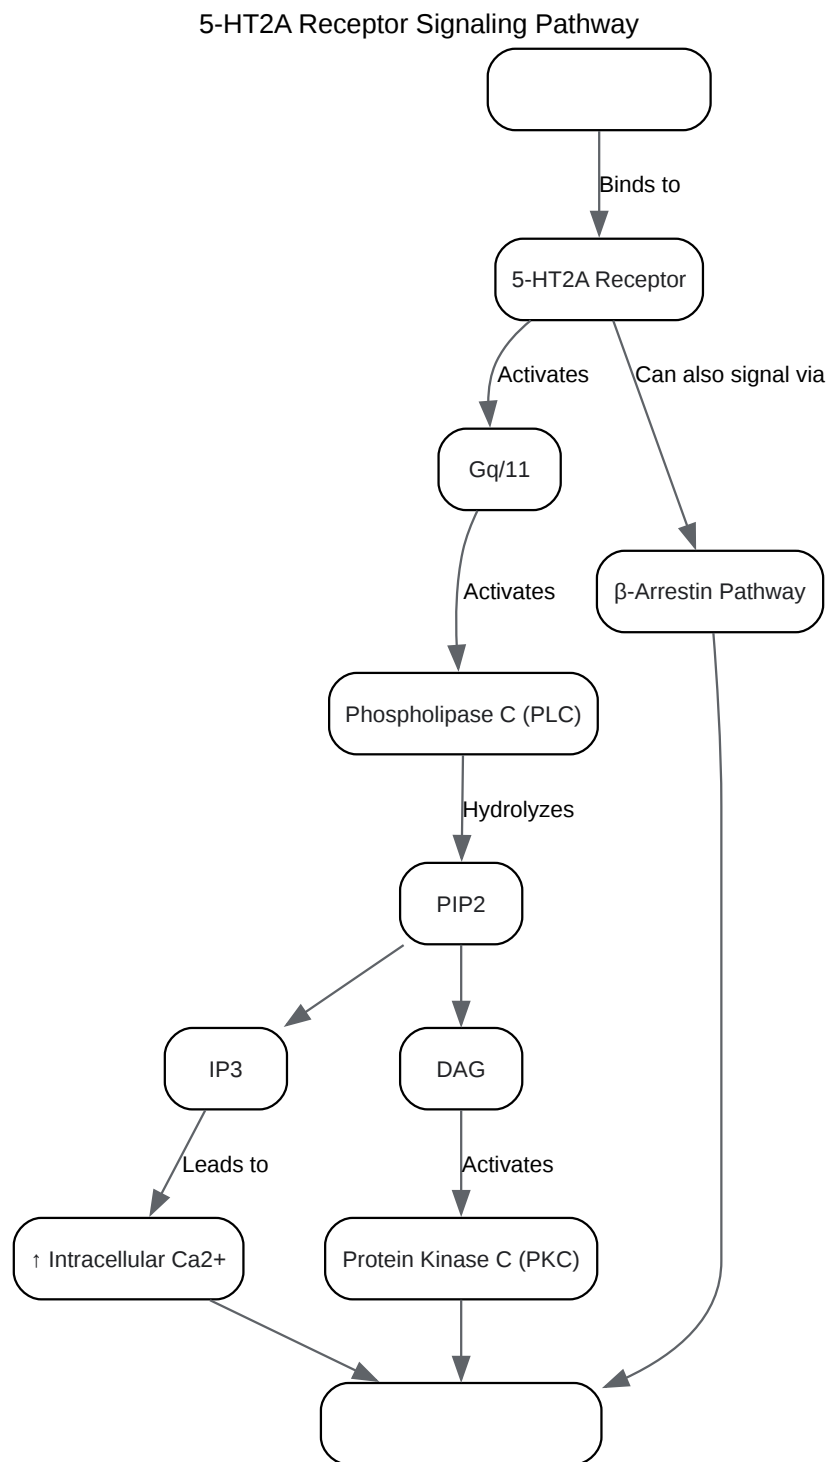 5-HT2A Receptor Signaling Pathway
Binds to
5-HT2A Receptor
Activates
Can also signal via
Gq/11
Activates
β-Arrestin Pathway
Phospholipase C (PLC)
Hydrolyzes
PIP2
IP3
DAG
Leads to
Activates
↑ Intracellular Ca2+
Protein Kinase C (PKC)